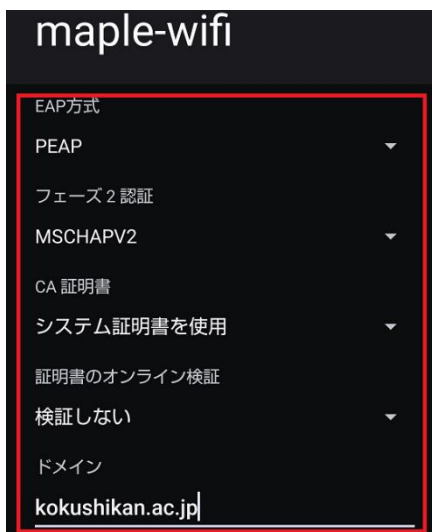 maple-wifi
EAP方式
PEAP
フェーズ 2 認証
MSCHAPV2
CA 証明書
システム証明書を使用
証明書のオンライン検証
検証しない
ドメイン
kokushikan.ac.jp